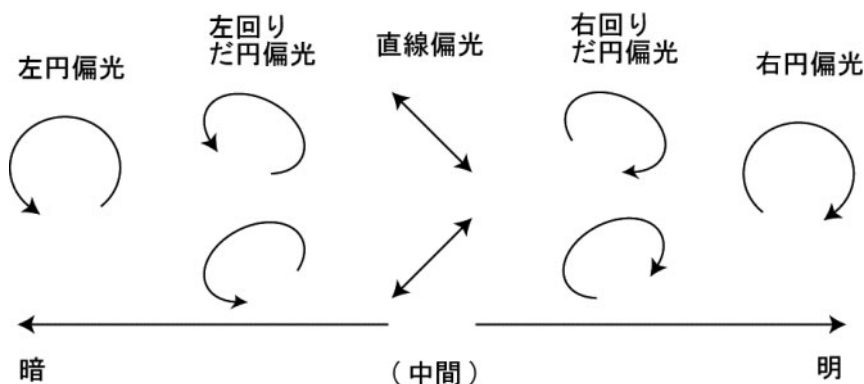 左円偏光
左回り
だ円偏光
直線偏光
右回り
だ円偏光
右円偏光
暗
(中間)
明